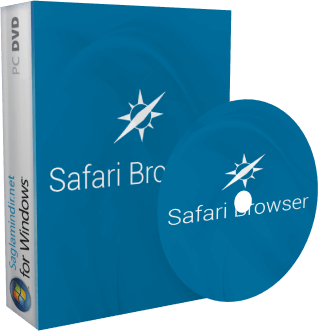 PC DVD
Saglamindir.net
for Windows
Safari Bro
Safari Browser